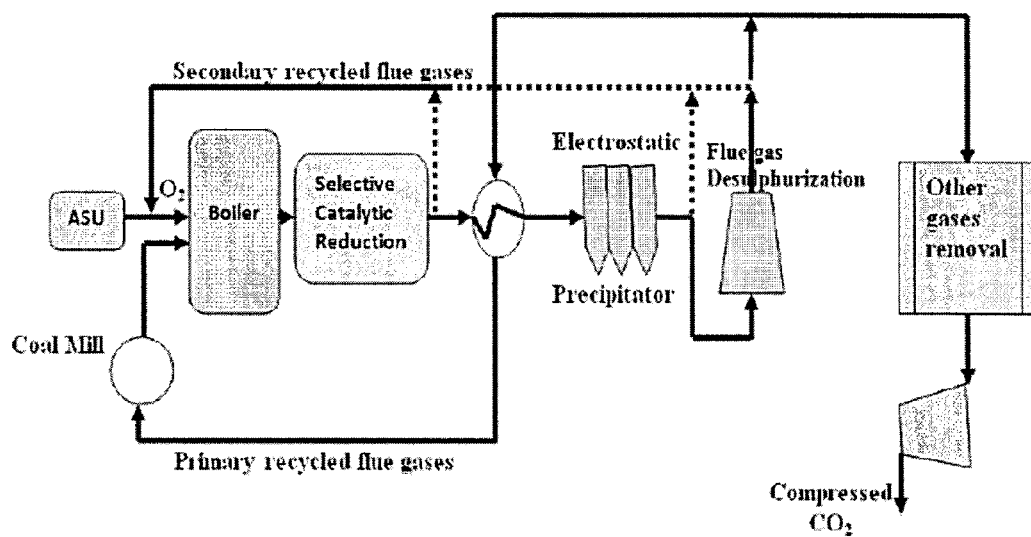 Secondary recycled flue gases
Electrostatic
Flue gas
Desulphurization
O2
ASU
Boiler
Selective
Catalytic
Reduction
Other
gases
removal
Precipitator
Coal Mill
Primary recycled flue gases
Compressed
CO2